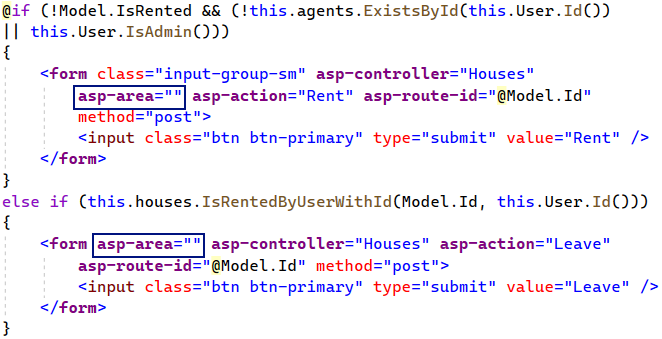 @if (!Model.IsRented && (!this.agents.ExistsById(this.User.Id())
|| this.User.IsAdmin()))
{
    <form class="input-group-sm" asp-controller="Houses"
        asp-area="" asp-action="Rent" asp-route-id="@Model.Id"
        method="post">
        <input class="btn btn-primary" type="submit" value="Rent" />
    </form>
}
else if (this.houses.IsRentedByUserWithId(Model.Id, this.User.Id()))
{
    <form asp-area="" asp-controller="Houses" asp-action="Leave"
        asp-route-id="@Model.Id" method="post">
        <input class="btn btn-primary" type="submit" value="Leave" />
    </form>
}